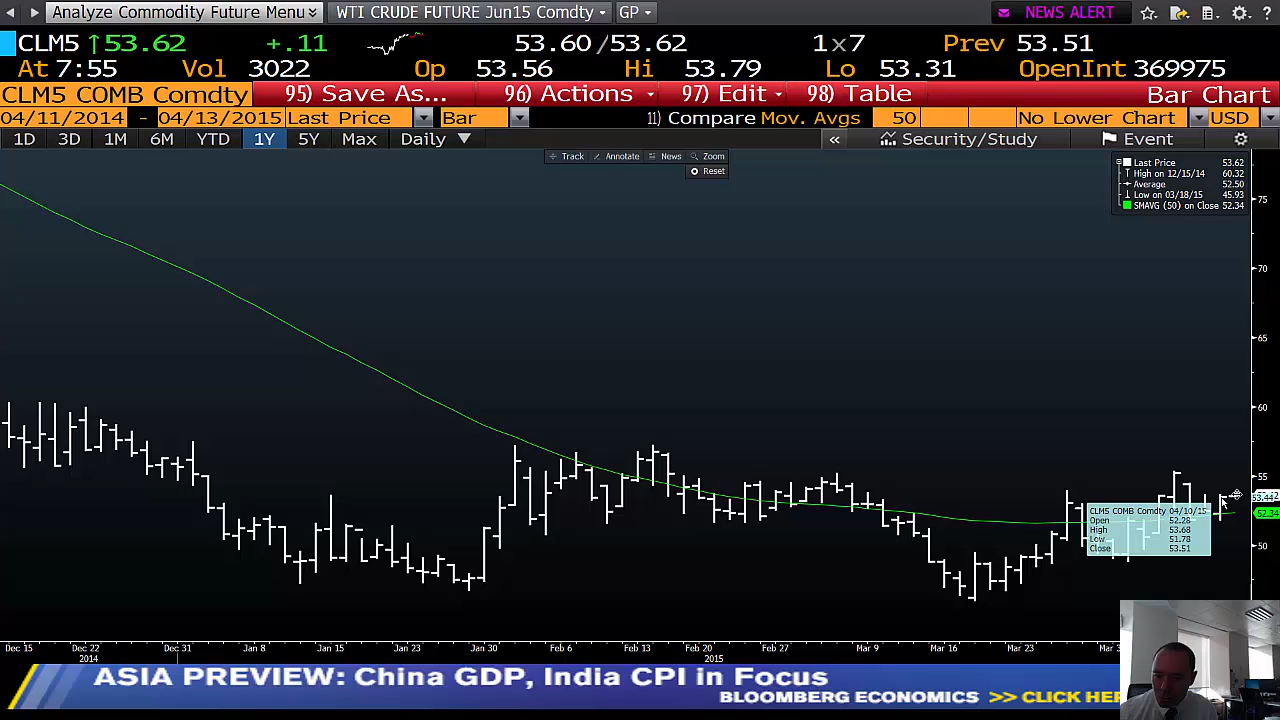 Analyze Commodity Future Menu WTI CRUDE FUTURE Jun15 Comdty GP NEWS ALERT ?
CLM5 ↑53.62 +.11 53.60/53.62 1x7 Prev 53.51
At 7:55 Vol 3022 Op 53.56 Hi 53.79 Lo 53.31 OpenInt 369975
CLM5 COMB Comdty 95) Save As... 96) Actions 97) Edit 98) Table Bar Chart
04/11/2014 - 04/13/2015 Last Price Bar 11) Compare Mov. Avgs 50 No Lower Chart USD
1D 3D 1M 6M YTD 1Y 5Y Max Daily ▼ « Security/Study Event
Track Annotate News Zoom
Reset
Last Price 53.62
High on 12/15/14 60.32
Average 52.50
Low on 03/18/15 45.93
SMAVG (50) on Close 52.34
75
70
65
60
55
52.34
50
CLM5 COMB Comdty 04/10/15
Open 52.28
High 53.68
Low 51.78
Close 53.51
Dec 15 Dec 22 Dec 31 Jan 8 Jan 15 Jan 23 Jan 30 Feb 6 Feb 13 Feb 20 Feb 27 Mar 9 Mar 16 Mar 23 Mar 3
2014 2015
ASIA PREVIEW: China GDP, India CPI in Focus
BLOOMBERG ECONOMICS >> CLICK HER